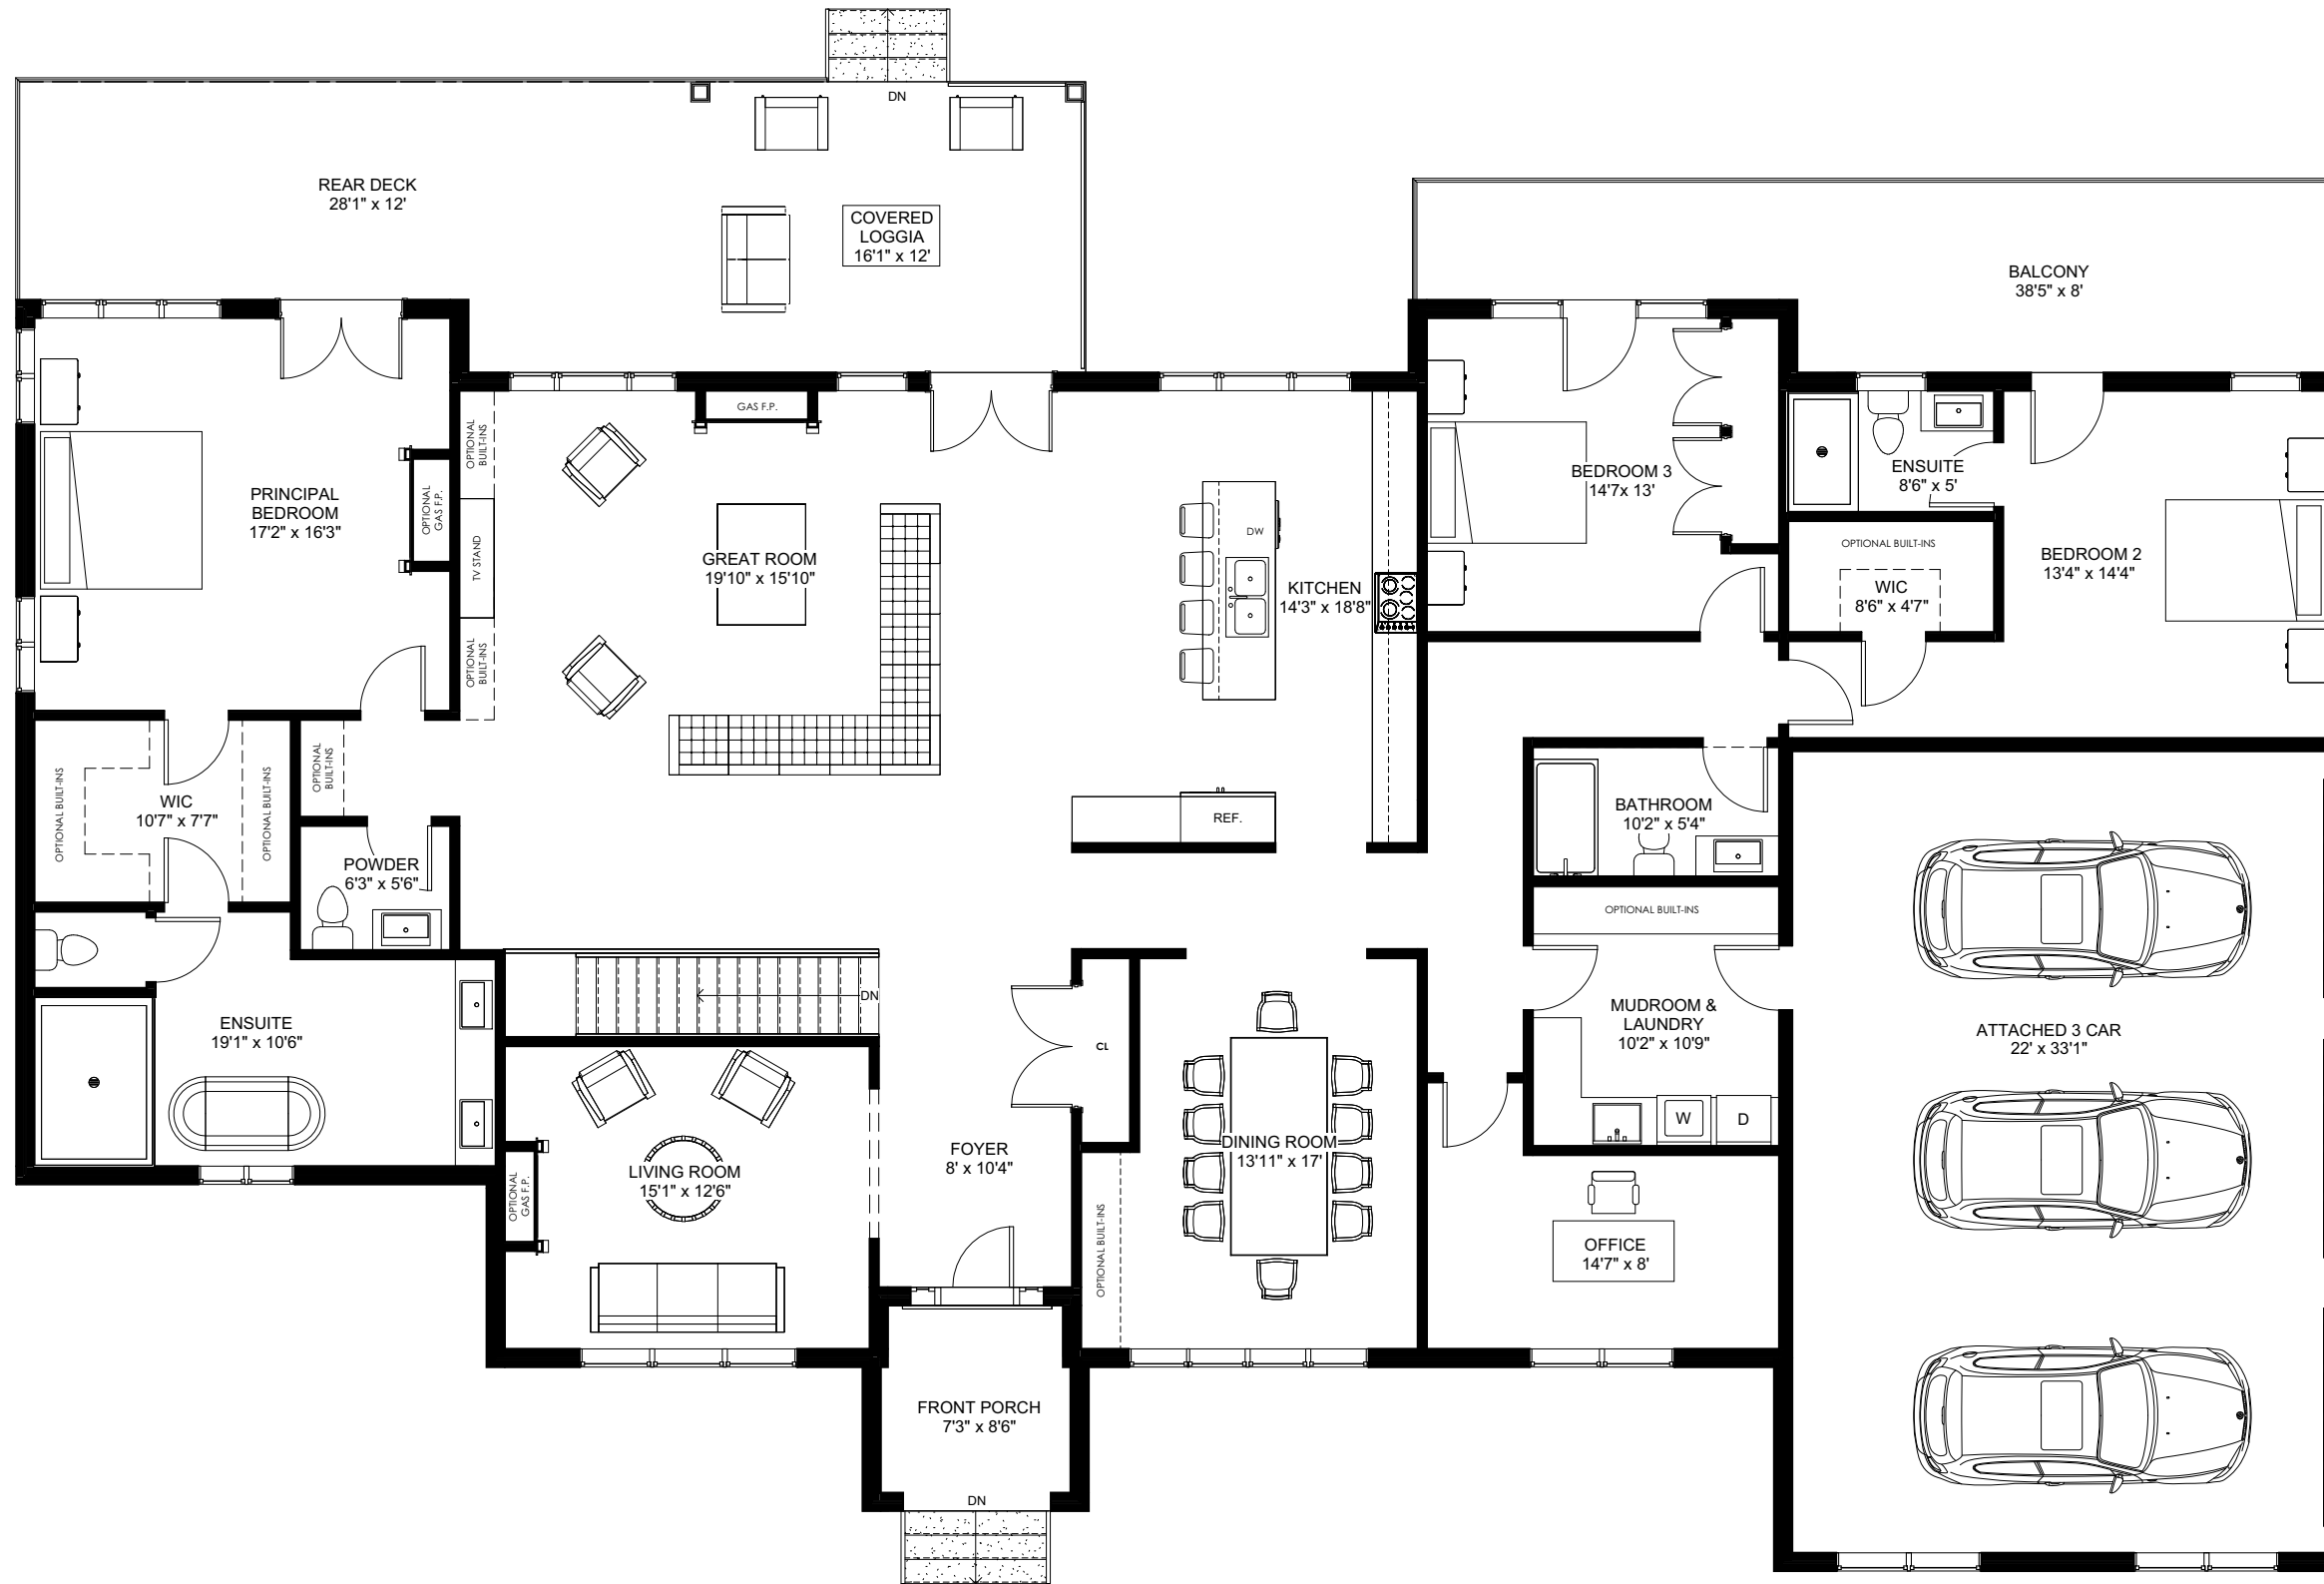 DN
REAR DECK
28'1" x 12'
COVERED
LOGGIA
16'1" x 12'
BALCONY
38'5" x 8'
GAS F.P.
OPTIONAL
BUILT-INS
PRINCIPAL
BEDROOM
17'2" x 16'3"
OPTIONAL
GAS F.P.
TV STAND
OPTIONAL
BUILT-INS
GREAT ROOM
19'10" x 15'10"
DW
KITCHEN
14'3" x 18'8"
BEDROOM 3
14'7x 13'
ENSUITE
8'6" x 5'
OPTIONAL BUILT-INS
WIC
8'6" x 4'7"
BEDROOM 2
13'4" x 14'4"
OPTIONAL BUILT-INS
WIC
10'7" x 7'7"
OPTIONAL BUILT-INS
OPTIONAL
BUILT-INS
POWDER
6'3" x 5'6"
REF.
BATHROOM
10'2" x 5'4"
OPTIONAL BUILT-INS
DN
ENSUITE
19'1" x 10'6"
CL
MUDROOM &
LAUNDRY
10'2" x 10'9"
W
D
ATTACHED 3 CAR
22' x 33'1"
OPTIONAL
GAS F.P.
LIVING ROOM
15'1" x 12'6"
FOYER
8' x 10'4"
OPTIONAL BUILT-INS
DINING ROOM
13'11" x 17'
OFFICE
14'7" x 8'
FRONT PORCH
7'3" x 8'6"
DN